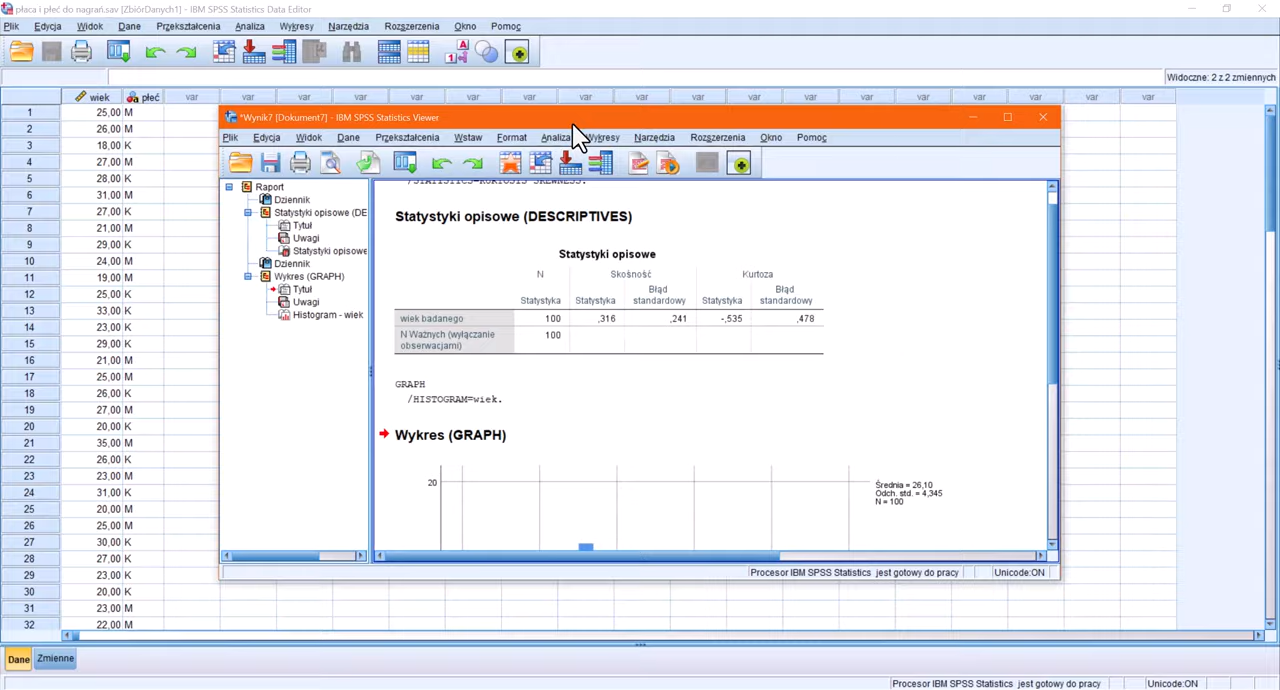 płaca i płeć do nagrań.sav [ZbiórDanych1] - IBM SPSS Statistics Data Editor
Plik Edycja Widok Dane Przekształcenia Analiza Wykresy Narzędzia Rozszerzenia Okno Pomoc
Widoczne: 2 z 2 zmiennych
wiek płeć var var var var var var var var var var var var var var var var var var
1 25,00 M
2 26,00 M
3 18,00 K
4 27,00 M
5 28,00 K
6 31,00 M
7 27,00 K
8 21,00 M
9 29,00 K
10 24,00 M
11 19,00 M
12 25,00 K
13 33,00 K
14 23,00 K
15 29,00 K
16 21,00 M
17 25,00 M
18 26,00 K
19 27,00 M
20 20,00 K
21 35,00 M
22 26,00 K
23 23,00 M
24 31,00 K
25 20,00 M
26 25,00 M
27 30,00 K
28 27,00 K
29 23,00 K
30 20,00 K
31 23,00 M
32 22,00 M
*Wynik7 [Dokument7] - IBM SPSS Statistics Viewer
Plik Edycja Widok Dane Przekształcenia Wstaw Format Analiza Wykresy Narzędzia Rozszerzenia Okno Pomoc
Raport
Dziennik
Statystyki opisowe (DE
Tytuł
Uwagi
Statystyki opisowe
Dziennik
Wykres (GRAPH)
Tytuł
Uwagi
Histogram - wiek
/STATISTICS=KURTOSIS SKEWNESS.
Statystyki opisowe (DESCRIPTIVES)
Statystyki opisowe
N Skośność Kurtoza
Statystyka Statystyka Błąd standardowy Statystyka Błąd standardowy
wiek badanego 100 ,316 ,241 -,535 ,478
N Ważnych (wyłączanie 100
obserwacjami)
GRAPH
/HISTOGRAM=wiek.
Wykres (GRAPH)
20
Średnia = 26,10
Odch. std. = 4,345
N = 100
Procesor IBM SPSS Statistics jest gotowy do pracy Unicode:ON
Dane Zmienne
Procesor IBM SPSS Statistics jest gotowy do pracy Unicode:ON